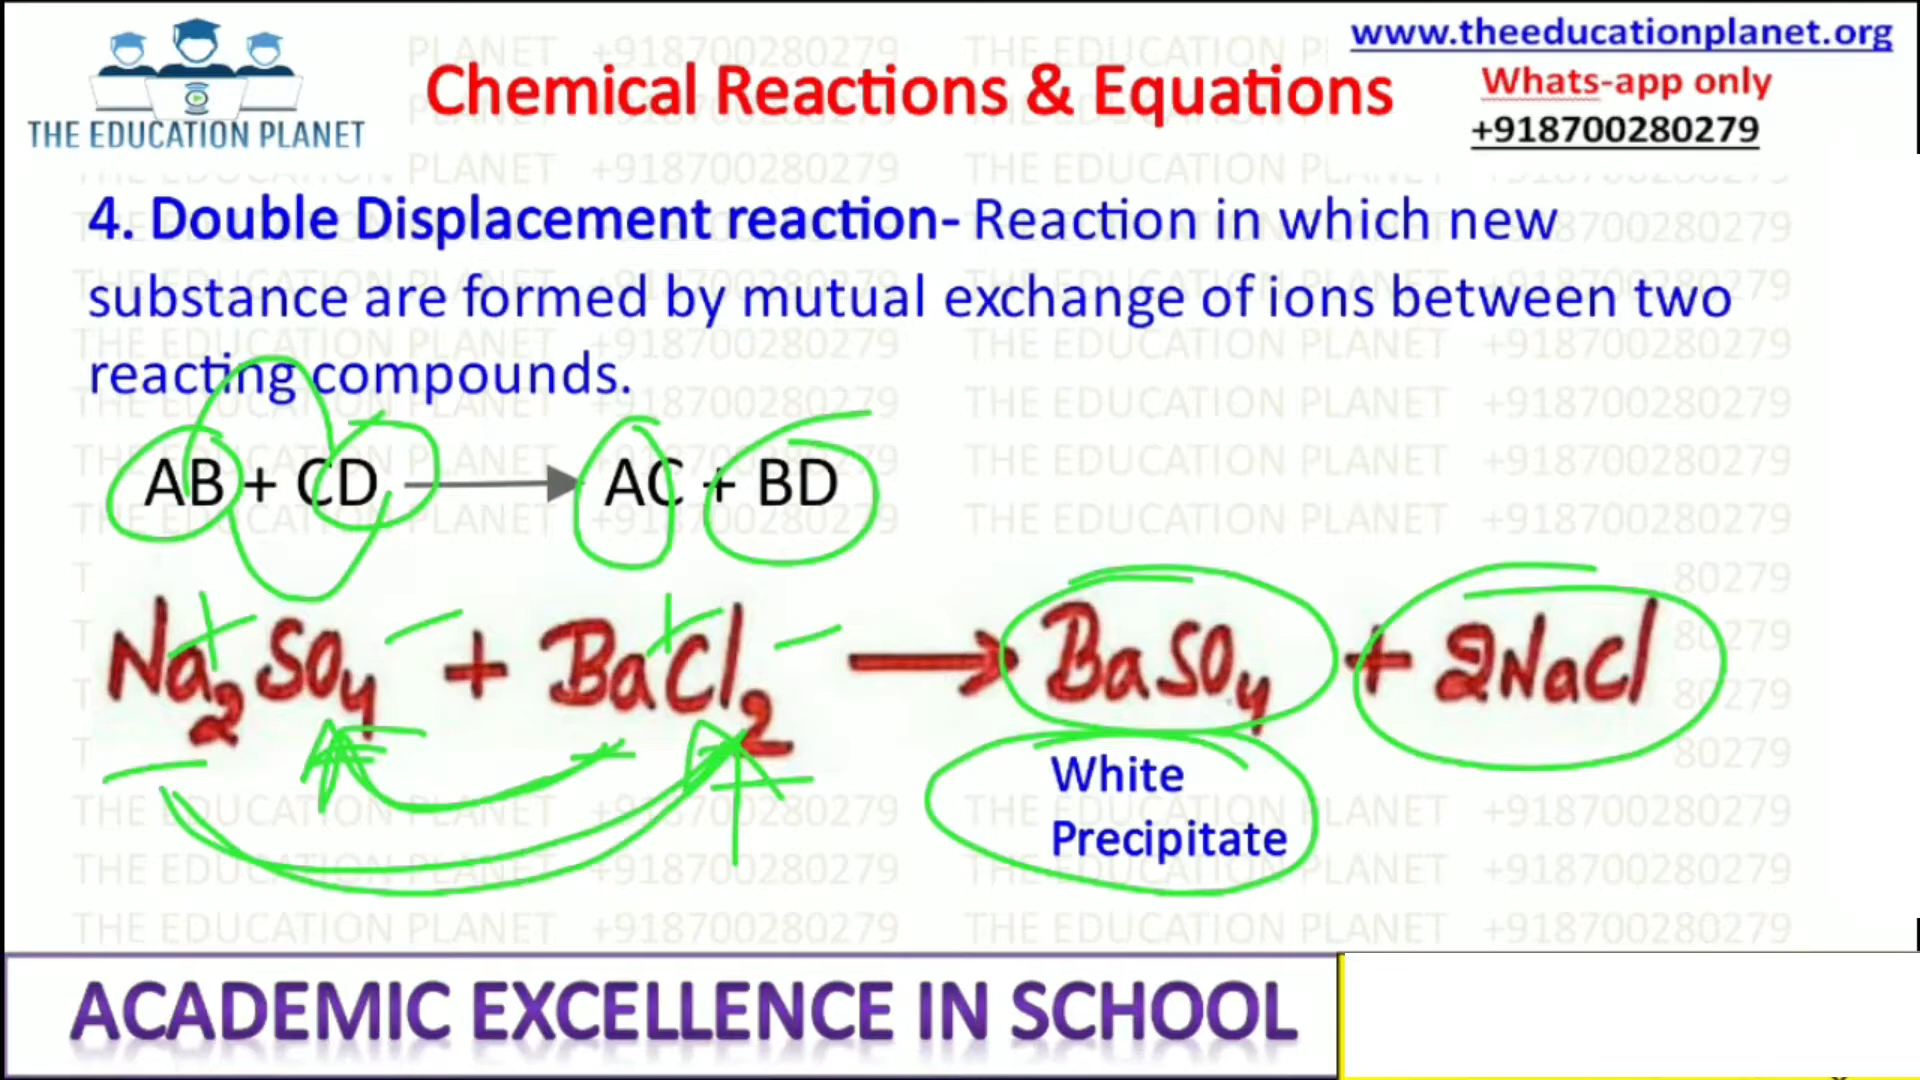 www.theeducationplanet.org
Chemical Reactions & Equations
Whats-app only
+918700280279
THE EDUCATION PLANET
4. Double Displacement reaction- Reaction in which new
substance are formed by mutual exchange of ions between two
reacting compounds.
AB + CD → AC + BD
Na2SO4 + BaCl2 → BaSO4 + 2NaCl
White
Precipitate
ACADEMIC EXCELLENCE IN SCHOOL